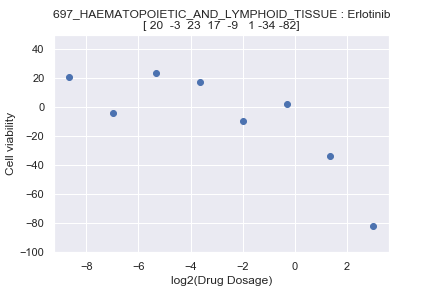 697_HAEMATOPOIETIC_AND_LYMPHOID_TISSUE : Erlotinib
[ 20 -3 23 17 -9 1 -34 -82]
40
20
0
−20
−40
−60
−80
−100
Cell viability
−8 −6 −4 −2 0 2
log2(Drug Dosage)